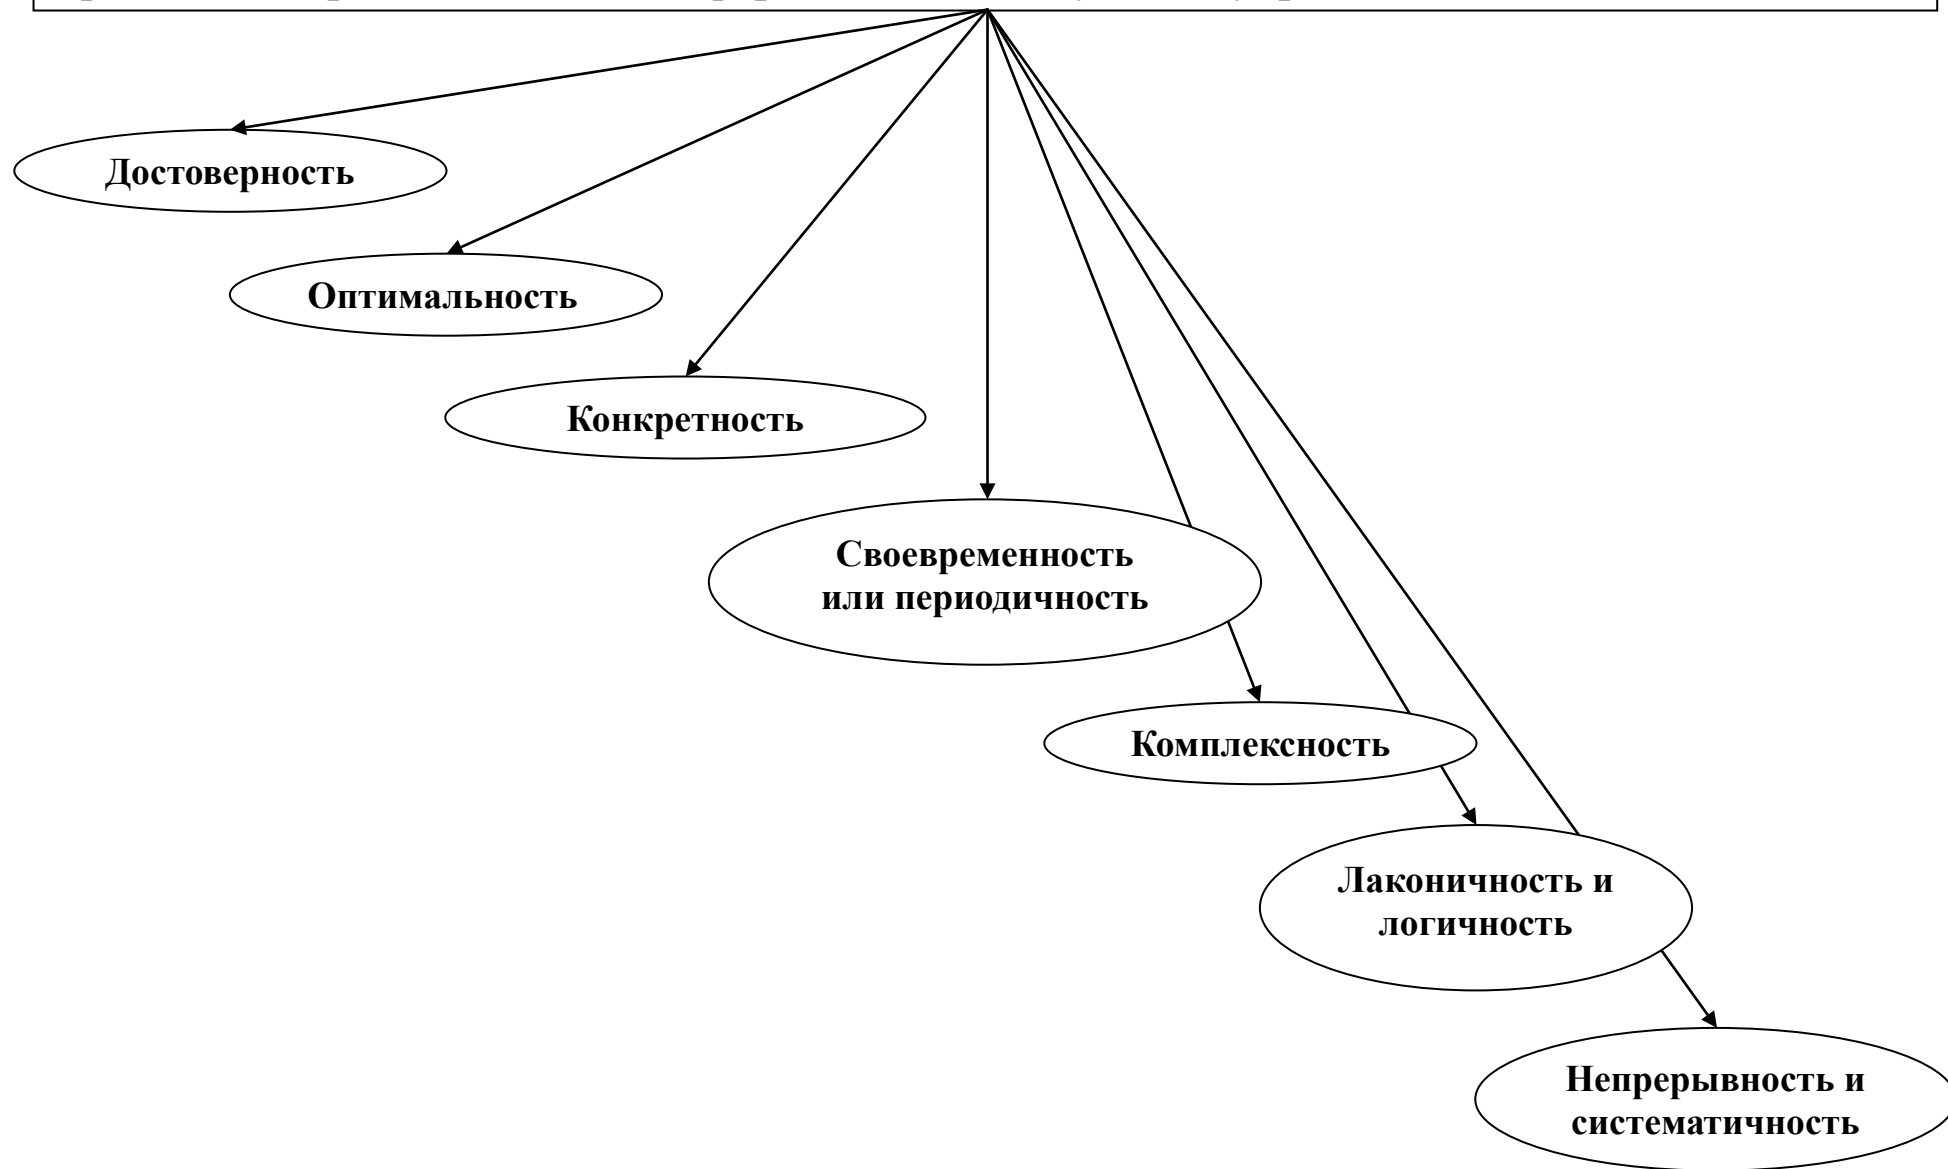 Достоверность
Оптимальность
Конкретность
Своевременность
или периодичность
Комплексность
Лаконичность и
логичность
Непрерывность и
систематичность